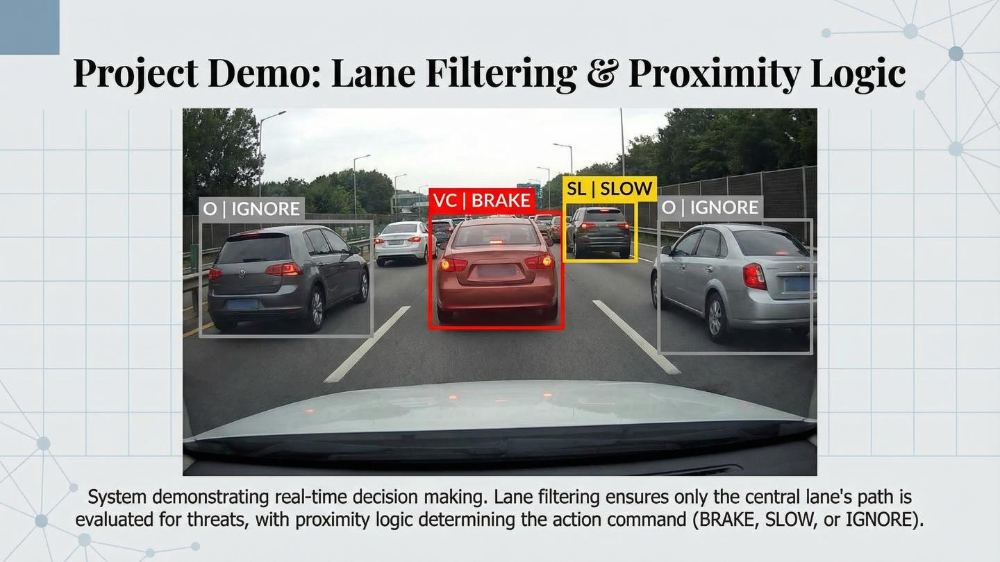 Project Demo: Lane Filtering & Proximity Logic
O | IGNORE
VC | BRAKE
SL | SLOW
O | IGNORE
System demonstrating real-time decision making. Lane filtering ensures only the central lane's path is
evaluated for threats, with proximity logic determining the action command (BRAKE, SLOW, or IGNORE).